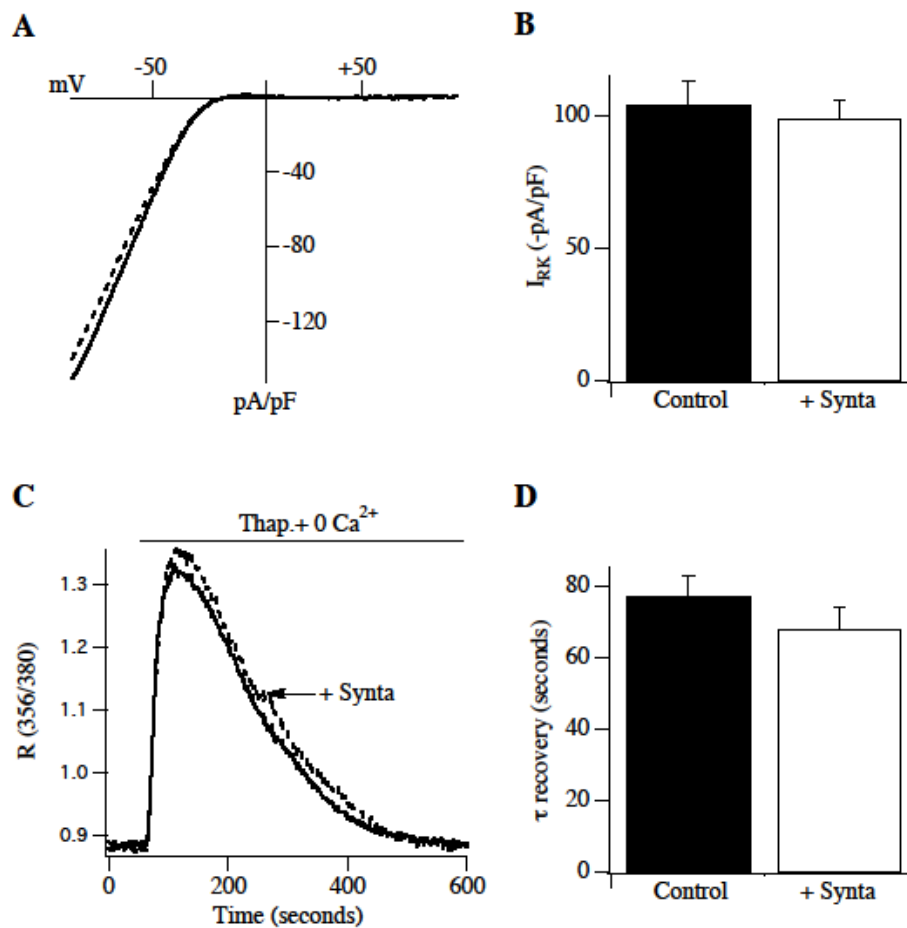 A
mV
-50
+50
-40
-80
-120
pA/pF
B
I_RK (-pA/pF)
100
50
0
Control
+ Synta
C
Thap.+ 0 Ca²⁺
R (356/380)
1.3
1.2
1.1
1.0
0.9
+ Synta
0
200
400
600
Time (seconds)
D
τ recovery (seconds)
80
60
40
20
0
Control
+ Synta